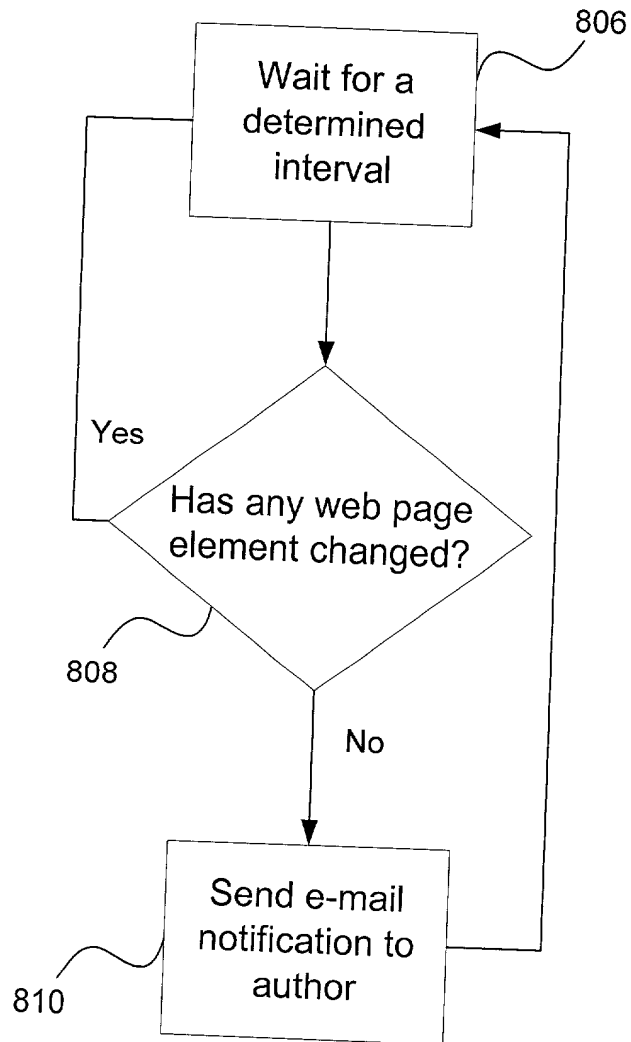 806
Wait for a
determined
interval
Yes
Has any web page
element changed?
808
No
Send e-mail
notification to
author
810